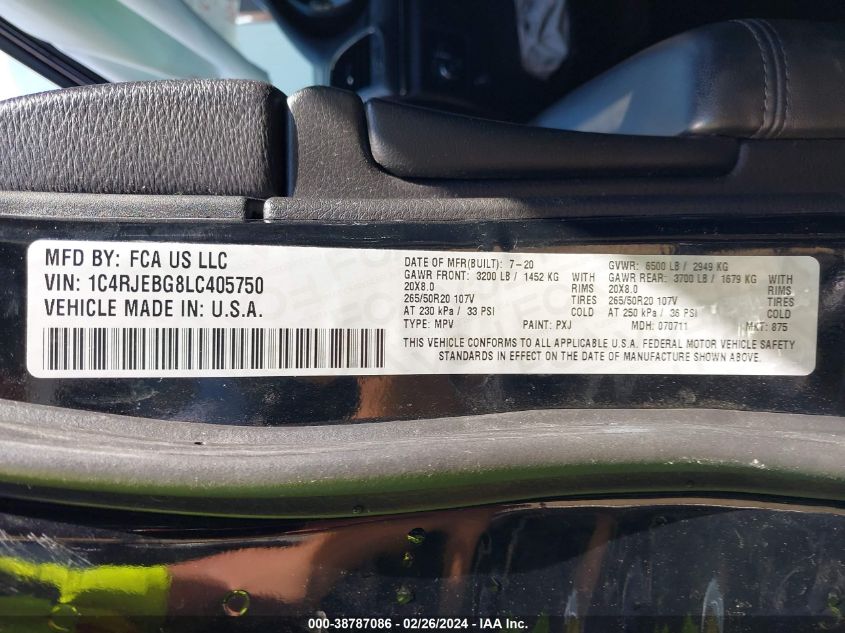 MFD BY: FCA US LLC
VIN: 1C4RJEBG8LC405750
VEHICLE MADE IN: U.S.A.
DATE OF MFR(BUILT): 7-20 GVWR: 6500 LB / 2949 KG
GAWR FRONT: 3200 LB / 1452 KG WITH GAWR REAR: 3700 LB / 1679 KG WITH
20X8.0 RIMS 20X8.0 RIMS
265/50R20 107V TIRES 265/50R20 107V TIRES
AT 230 kPa / 33 PSI COLD AT 250 kPa / 36 PSI COLD
TYPE: MPV PAINT: PXJ MDH: 070711 MKT: 875
THIS VEHICLE CONFORMS TO ALL APPLICABLE U.S.A. FEDERAL MOTOR VEHICLE SAFETY
STANDARDS IN EFFECT ON THE DATE OF MANUFACTURE SHOWN ABOVE.
000-38787086 - 02/26/2024 - IAA Inc.